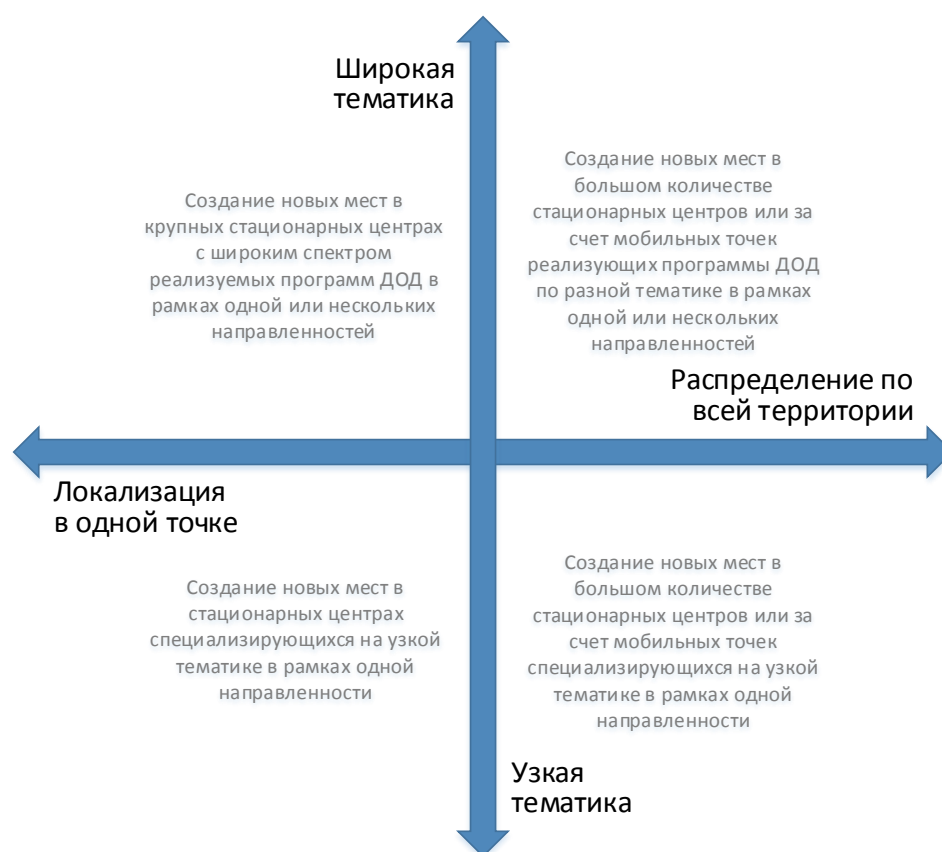 Широкая
тематика
Создание новых мест в
крупных стационарных центрах
с широким спектром
реализуемых программ ДОД в
рамках одной или нескольких
направленностей
Создание новых мест в
большом количестве
стационарных центров или за
счет мобильных точек
реализующих программы ДОД
по разной тематике в рамках
одной или нескольких
направленностей
Распределение по
всей территории
Локализация
в одной точке
Создание новых мест в
стационарных центрах
специализирующихся на узкой
тематике в рамках одной
направленности
Создание новых мест в
большом количестве
стационарных центров или за
счет мобильных точек
специализирующихся на узкой
тематике в рамках одной
направленности
Узкая
тематика